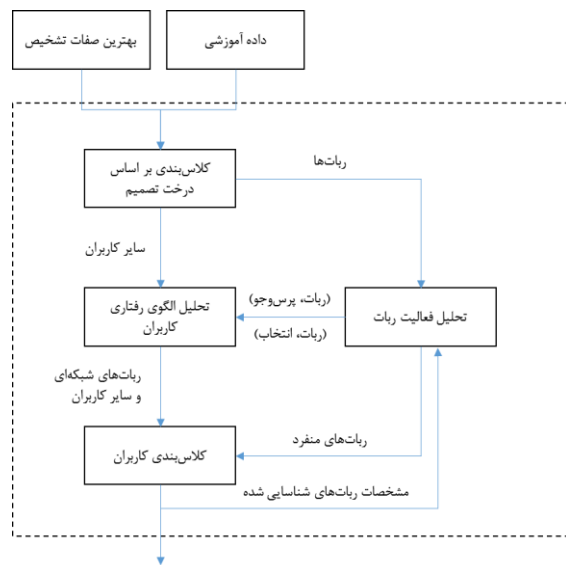 داده آموزشی
بهترین صفات تشخیص
کلاس‌بندی بر اساس
درخت تصمیم
ربات‌ها
سایر کاربران
تحلیل الگوی رفتاری
کاربران
(ربات، پرس‌وجو)
(ربات، انتخاب)
تحلیل فعالیت ربات
ربات‌های شبکه‌ای
و سایر کاربران
ربات‌های منفرد
کلاس‌بندی کاربران
مشخصات ربات‌های شناسایی شده